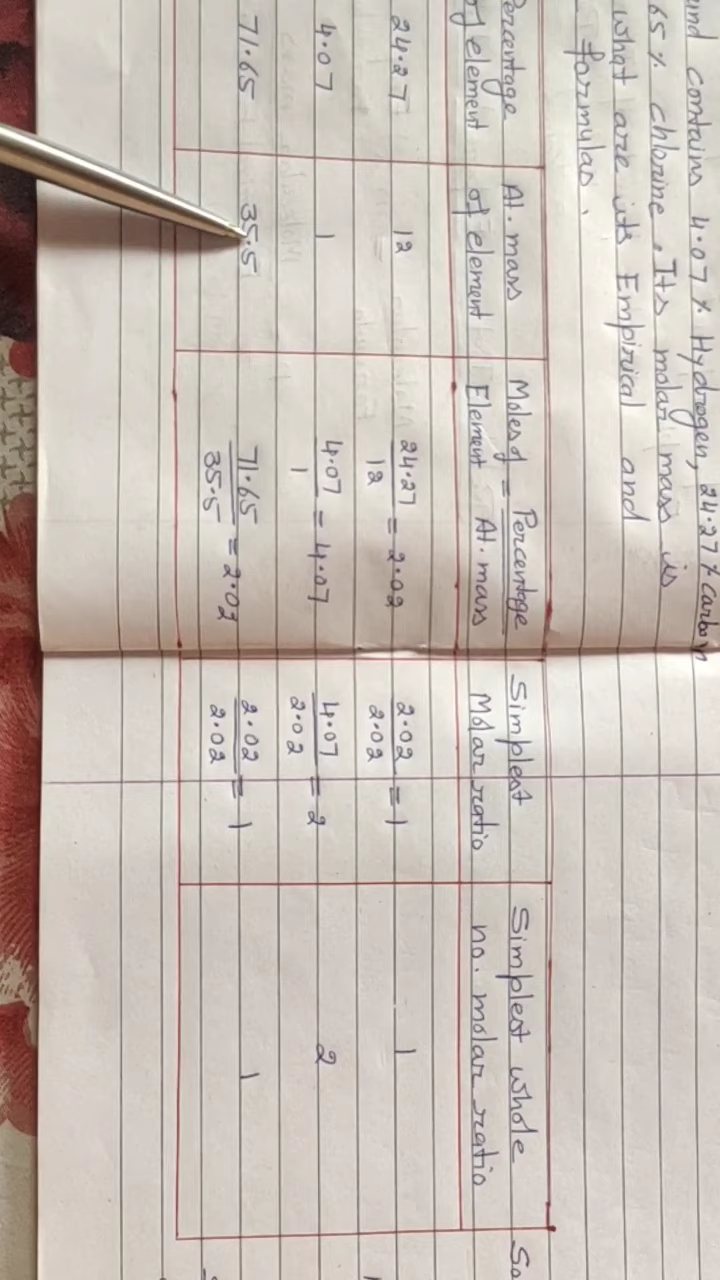 und contains 4.07 % Hydrogen, 24.27 % carbon
65 % chlorine. Its molar mass is
what are its Empirical and
formulas.
Percentage of element
At. mass of element
Moles of Element = Percentage / At. mass
Simplest Molar ratio
Simplest whole no. molar ratio
24.27 12 24.27/12 = 2.02 2.02/2.02 = 1 1
4.07 1 4.07/1 = 4.07 4.07/2.02 = 2 2
71.65 35.5 71.65/35.5 = 2.02 2.02/2.02 = 1 1